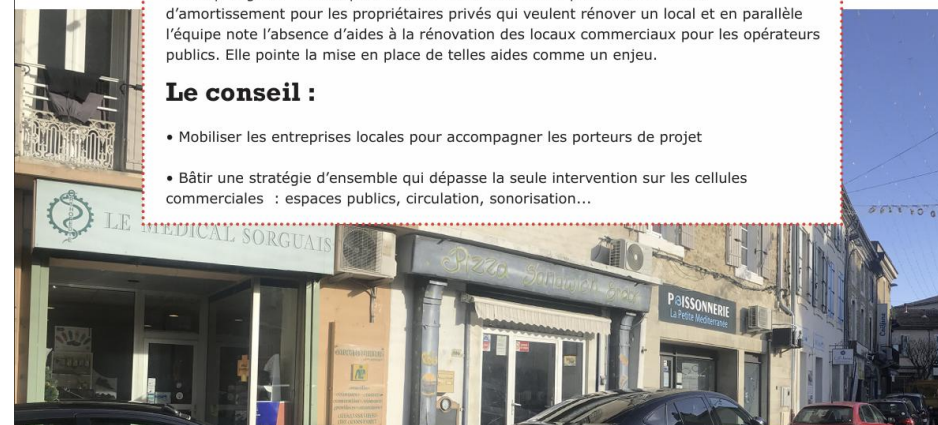 d’amortissement pour les propriétaires privés qui veulent rénover un local et en parallèle
l’équipe note l’absence d’aides à la rénovation des locaux commerciaux pour les opérateurs
publics. Elle pointe la mise en place de telles aides comme un enjeu.
Le conseil :
• Mobiliser les entreprises locales pour accompagner les porteurs de projet
• Bâtir une stratégie d’ensemble qui dépasse la seule intervention sur les cellules
commerciales  : espaces publics, circulation, sonorisation...
LE MEDICAL SORGUAIS
Pizza Sandwich
POISSONNERIE
La Petite Mediterranée